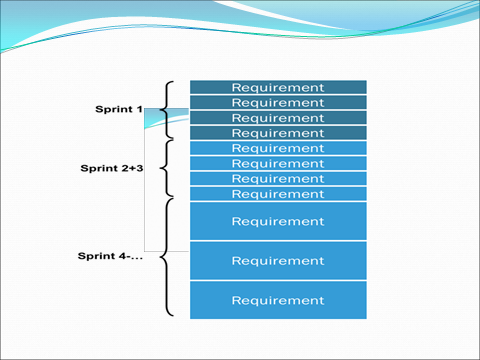 Sprint 1
Requirement
Requirement
Requirement
Requirement
Sprint 2+3
Requirement
Requirement
Requirement
Requirement
Sprint 4-...
Requirement
Requirement
Requirement